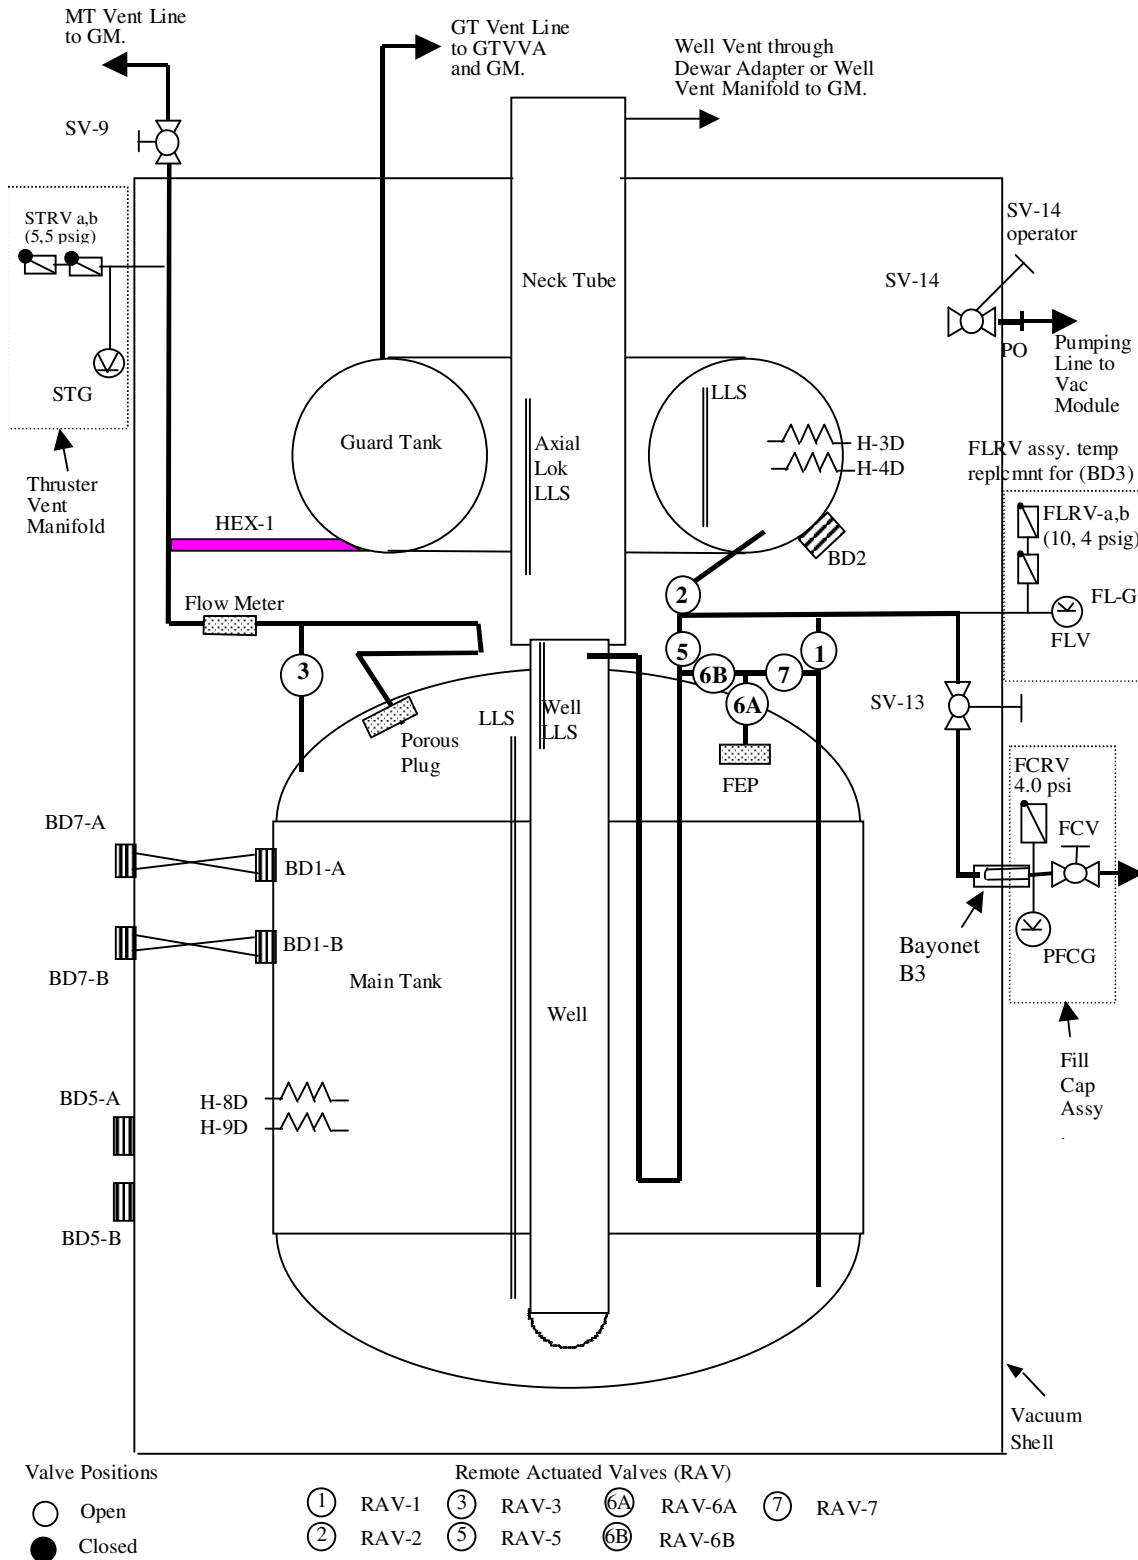 MT Vent Line
to GM.
GT Vent Line
to GTVVA
and GM.
Well Vent through
Dewar Adapter or Well
Vent Manifold to GM.
SV-9
STRV a,b
(5,5 psig)
STG
Thruster
Vent
Manifold
Neck Tube
SV-14
operator
SV-14
PO
Pumping
Line to
Vac
Module
Guard Tank
Axial
Lok
LLS
LLS
H-3D
H-4D
FLRV assy. temp
replcmnt for (BD3)
FLRV-a,b
(10, 4 psig)
FL-G
FLV
HEX-1
BD2
Flow Meter
2
5
1
3
6B
7
6A
SV-13
LLS
Well
LLS
Porous
Plug
FEP
FCRV
4.0 psi
FCV
BD7-A
BD1-A
BD1-B
BD7-B
Bayonet
B3
PFCG
Main Tank
Well
Fill
Cap
Assy
.
BD5-A
H-8D
H-9D
BD5-B
Vacuum
Shell
Valve Positions
Open
Closed
Remote Actuated Valves (RAV)
1 RAV-1 3 RAV-3 6A RAV-6A 7 RAV-7
2 RAV-2 5 RAV-5 6B RAV-6B